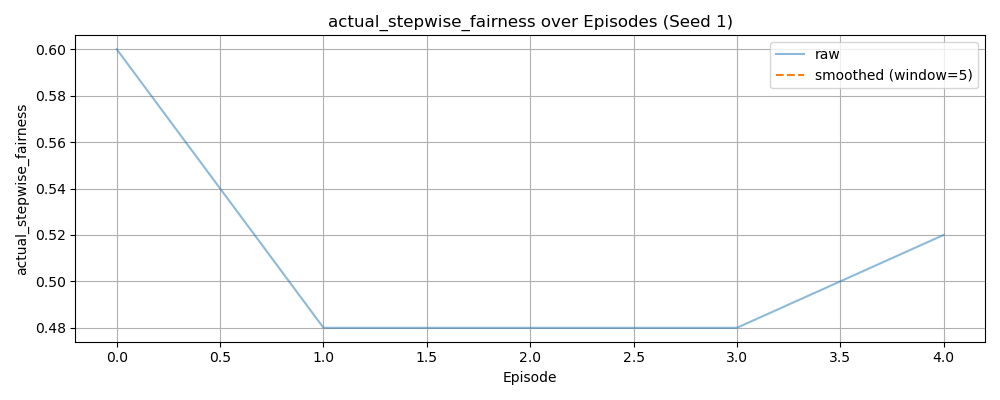 actual_stepwise_fairness over Episodes (Seed 1)
raw
smoothed (window=5)
actual_stepwise_fairness
0.60
0.58
0.56
0.54
0.52
0.50
0.48
0.0 0.5 1.0 1.5 2.0 2.5 3.0 3.5 4.0
Episode